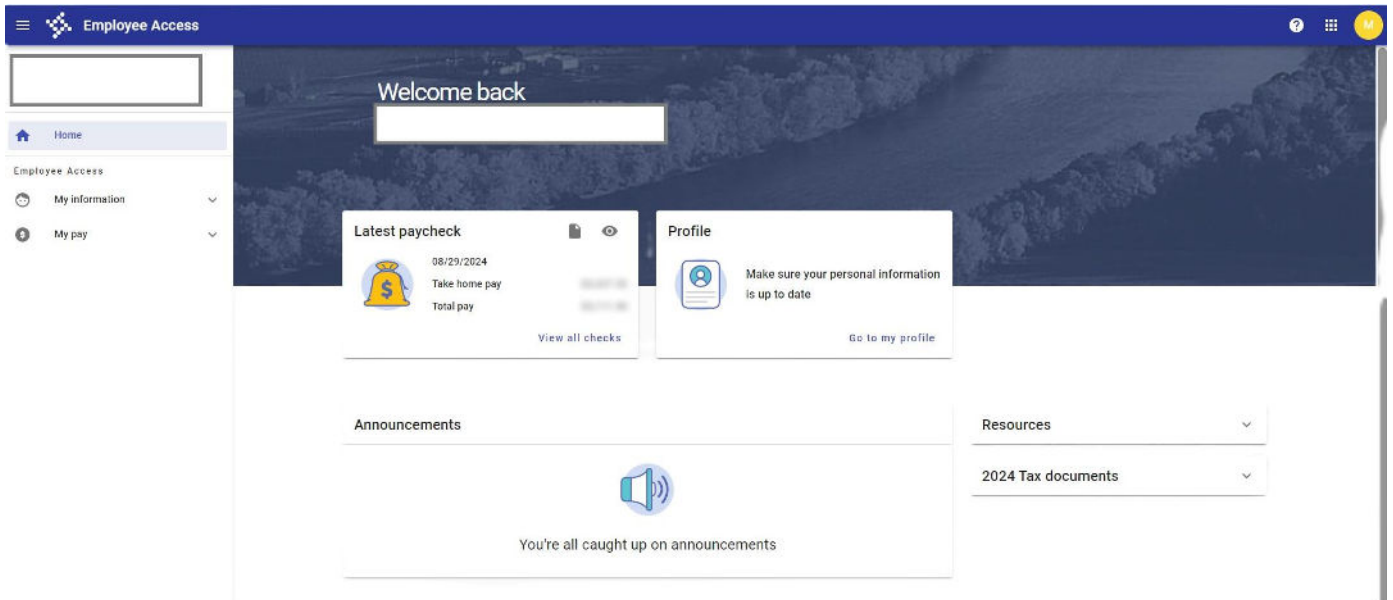 Employee Access
M
Home
Employee Access
My information
My pay
Welcome back
Latest paycheck
08/29/2024
Take home pay
Total pay
View all checks
Profile
Make sure your personal information
is up to date
Go to my profile
Announcements
You're all caught up on announcements
Resources
2024 Tax documents